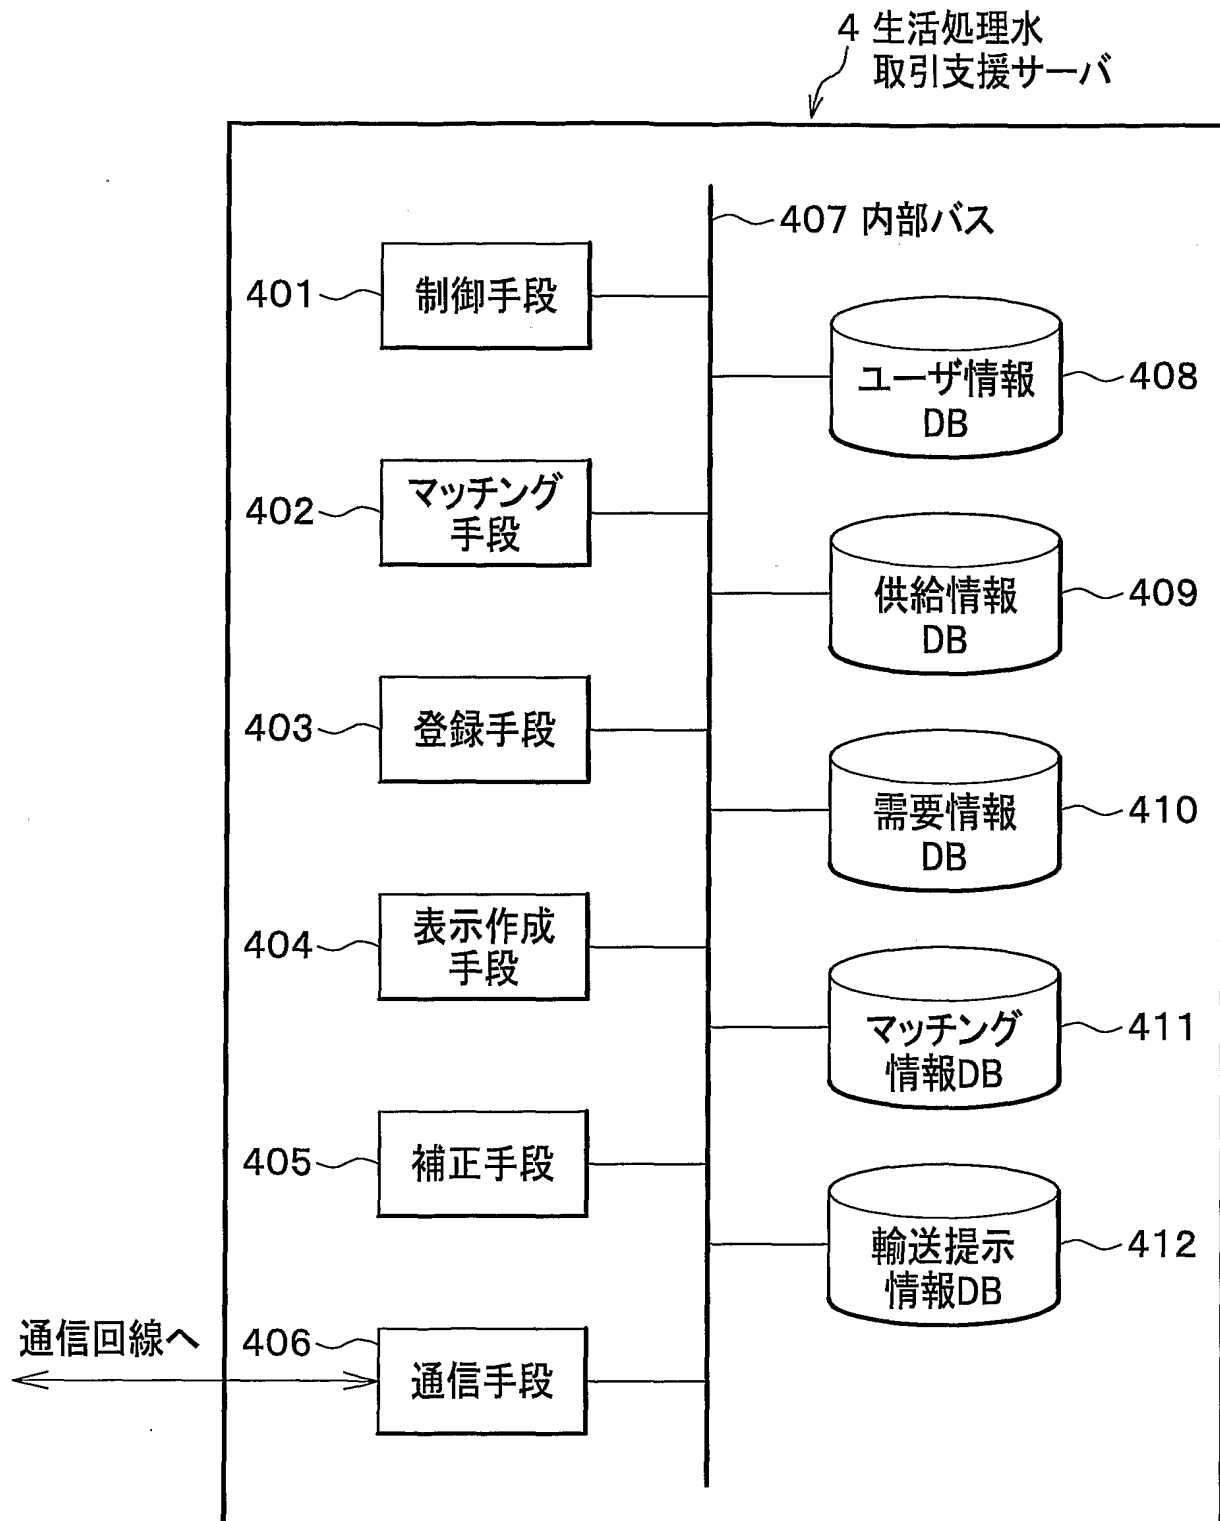 4 生活処理水
取引支援サーバ
407 内部バス
401
制御手段
ユーザ情報
DB
408
402
マッチング
手段
供給情報
DB
409
403
登録手段
需要情報
DB
410
404
表示作成
手段
マッチング
情報DB
411
405
補正手段
輸送提示
情報DB
412
通信回線へ
406
通信手段